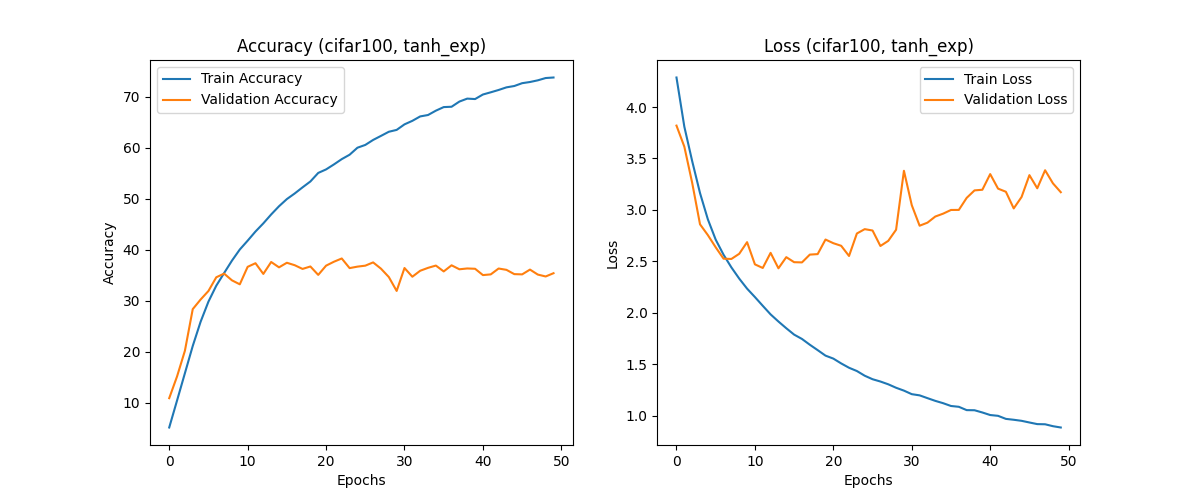 Accuracy (cifar100, tanh_exp)
Train Accuracy
Validation Accuracy
70
60
50
40
30
20
10
Accuracy
0 10 20 30 40 50
Epochs
Loss (cifar100, tanh_exp)
Train Loss
Validation Loss
4.0
3.5
3.0
2.5
2.0
1.5
1.0
Loss
0 10 20 30 40 50
Epochs